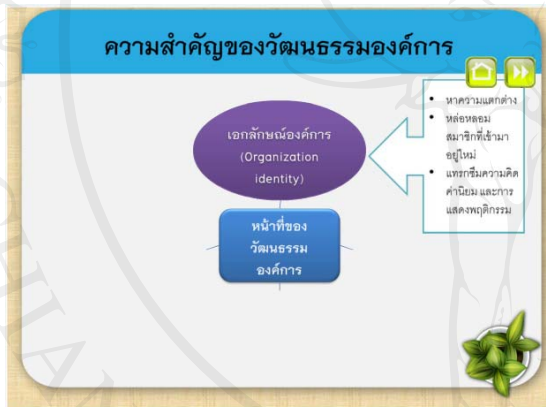 ความสำคัญของวัฒนธรรมองค์การ
เอกลักษณ์องค์การ
(Organization
identity)
• หาความแตกต่าง
• หล่อหลอม
สมาชิกที่เข้ามา
อยู่ใหม่
• แทรกซึมความคิด
ค่านิยม และการ
แสดงพฤติกรรม
หน้าที่ของ
วัฒนธรรม
องค์การ